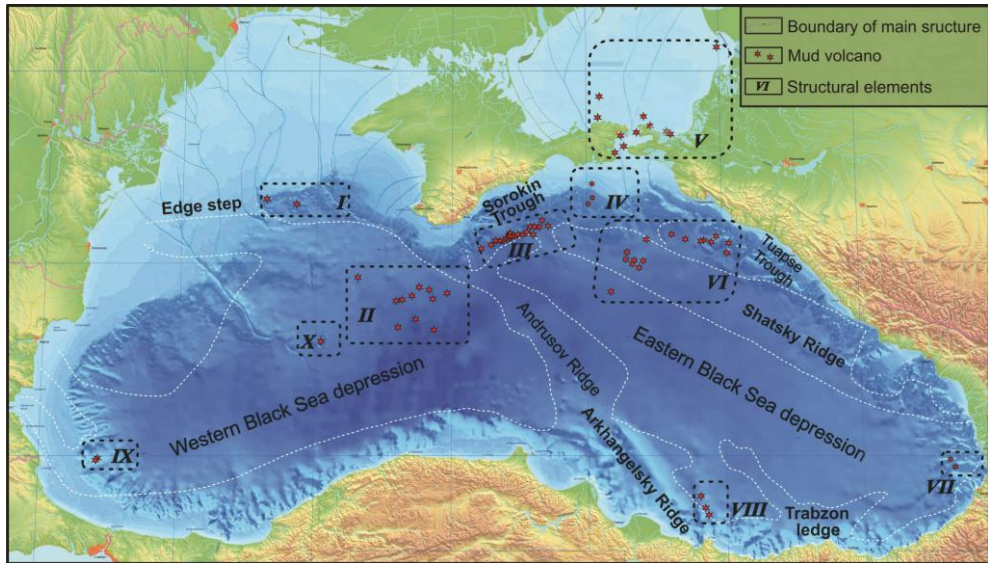 Boundary of main sructure
Mud volcano
VI Structural elements
V
Edge step
I
Sorokin
Trough
IV
III
Tuapse
Trough
VI
II
X
Andrusov Ridge
Shatsky Ridge
Eastern Black Sea depression
Western Black Sea depression
Arkhangelsky Ridge
IX
VII
VIII
Trabzon
ledge